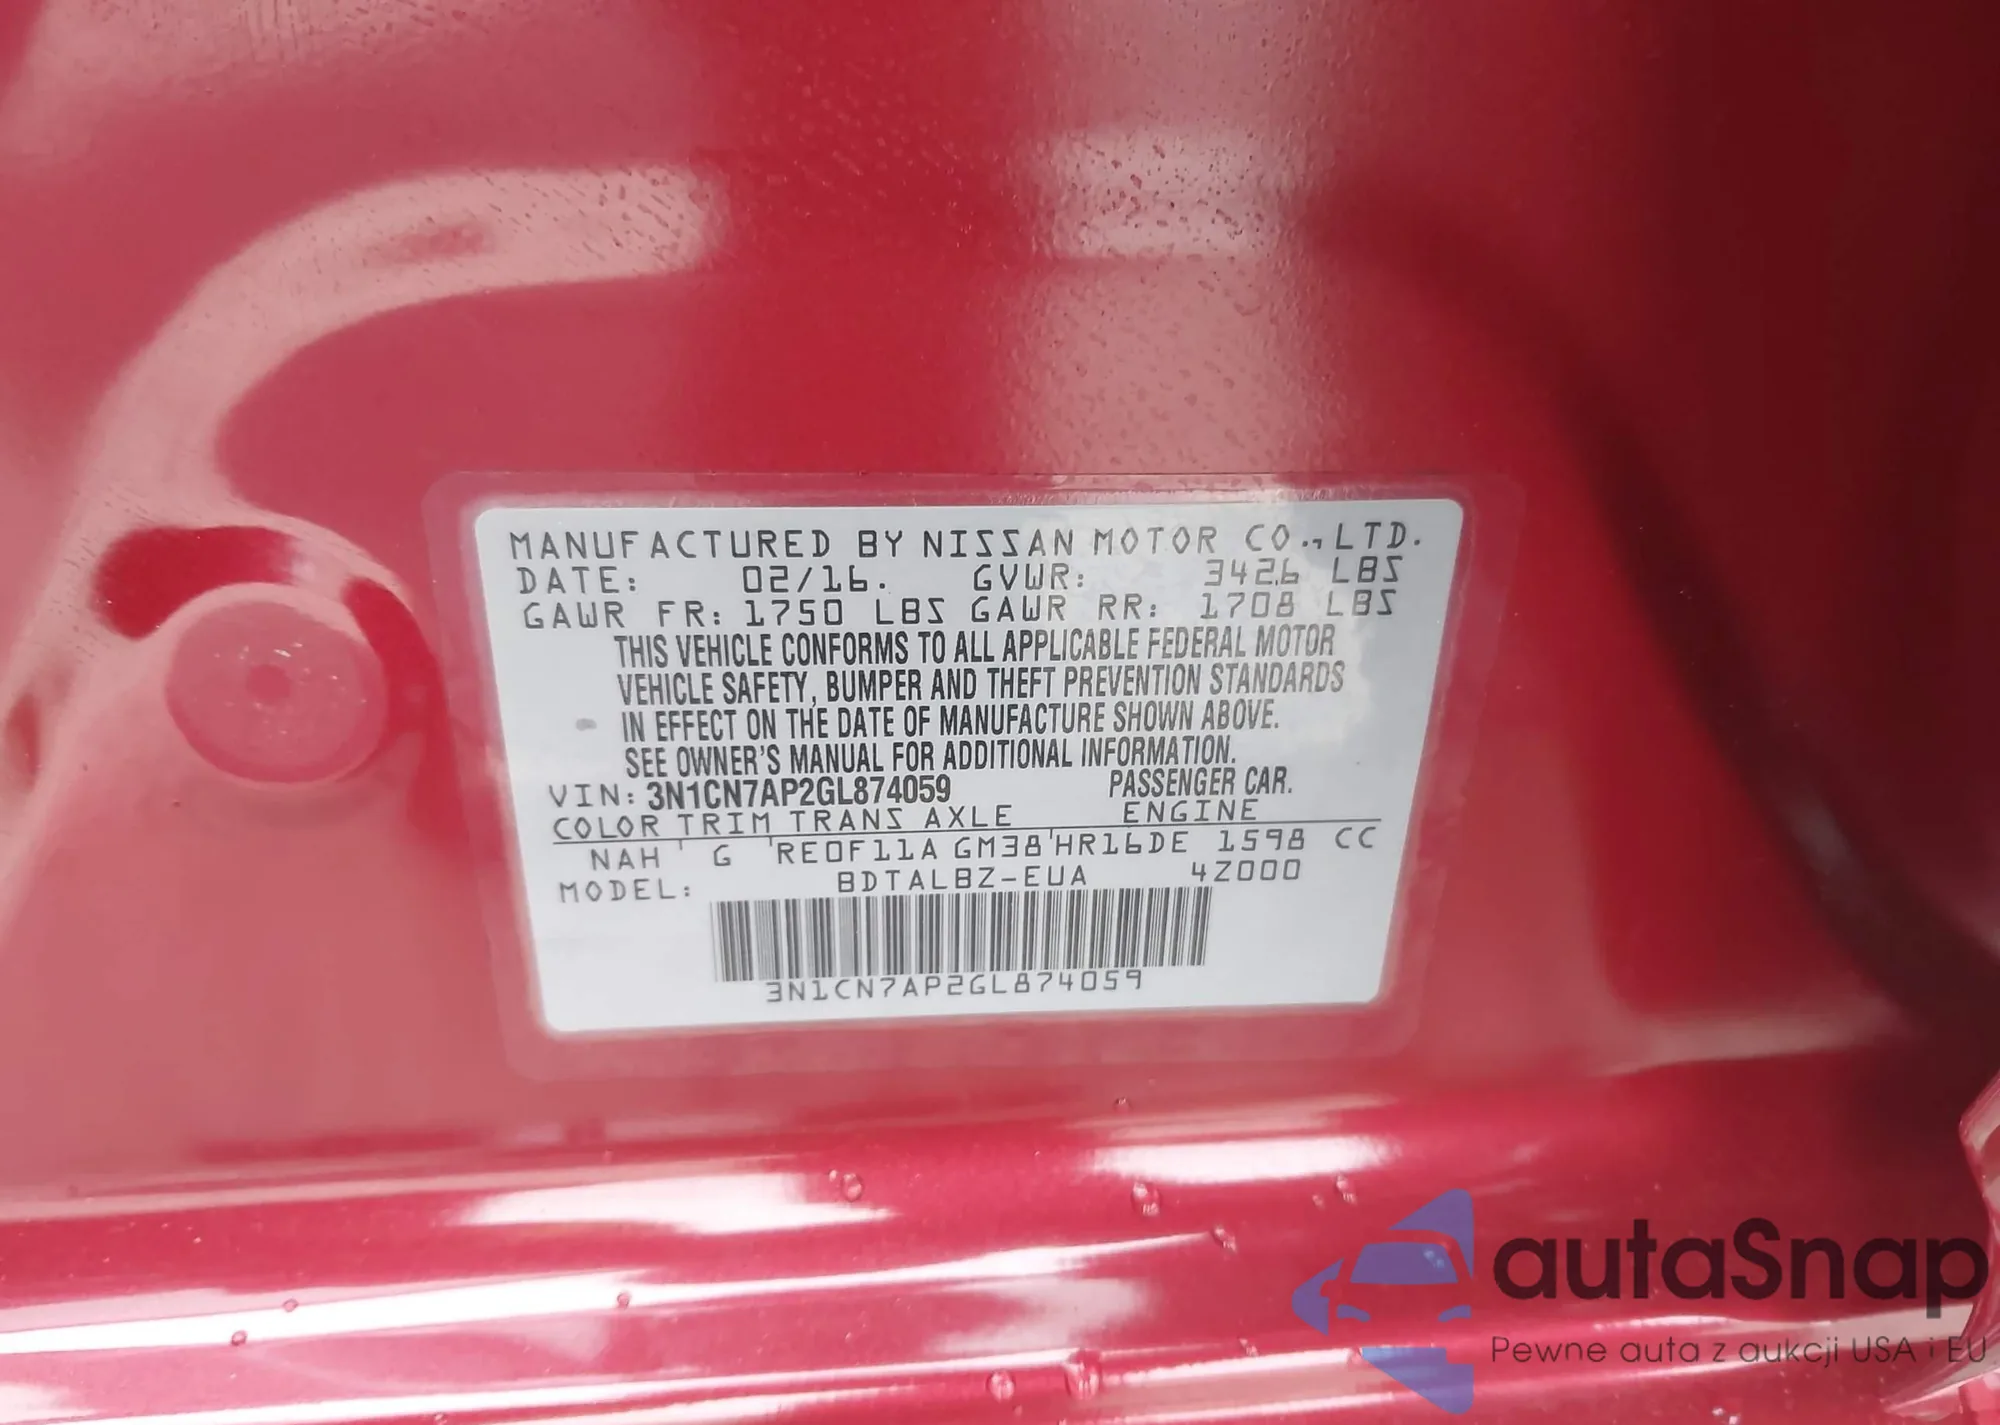 MANUFACTURED BY NISSAN MOTOR CO., LTD.
DATE: 02/16. GVWR: 3426 LBS
GAWR FR: 1750 LBS GAWR RR: 1708 LBS
THIS VEHICLE CONFORMS TO ALL APPLICABLE FEDERAL MOTOR
VEHICLE SAFETY, BUMPER AND THEFT PREVENTION STANDARDS
IN EFFECT ON THE DATE OF MANUFACTURE SHOWN ABOVE.
SEE OWNER'S MANUAL FOR ADDITIONAL INFORMATION.
VIN: 3N1CN7AP2GL874059 PASSENGER CAR.
COLOR TRIM TRANS AXLE ENGINE
NAH ' G 'RE0F11A GM38'HR16DE 1598 CC
MODEL: BDTALBZ-EUA 4Z000
3N1CN7AP2GL874059
autaSnap
Pewne auta z aukcji USA i EU